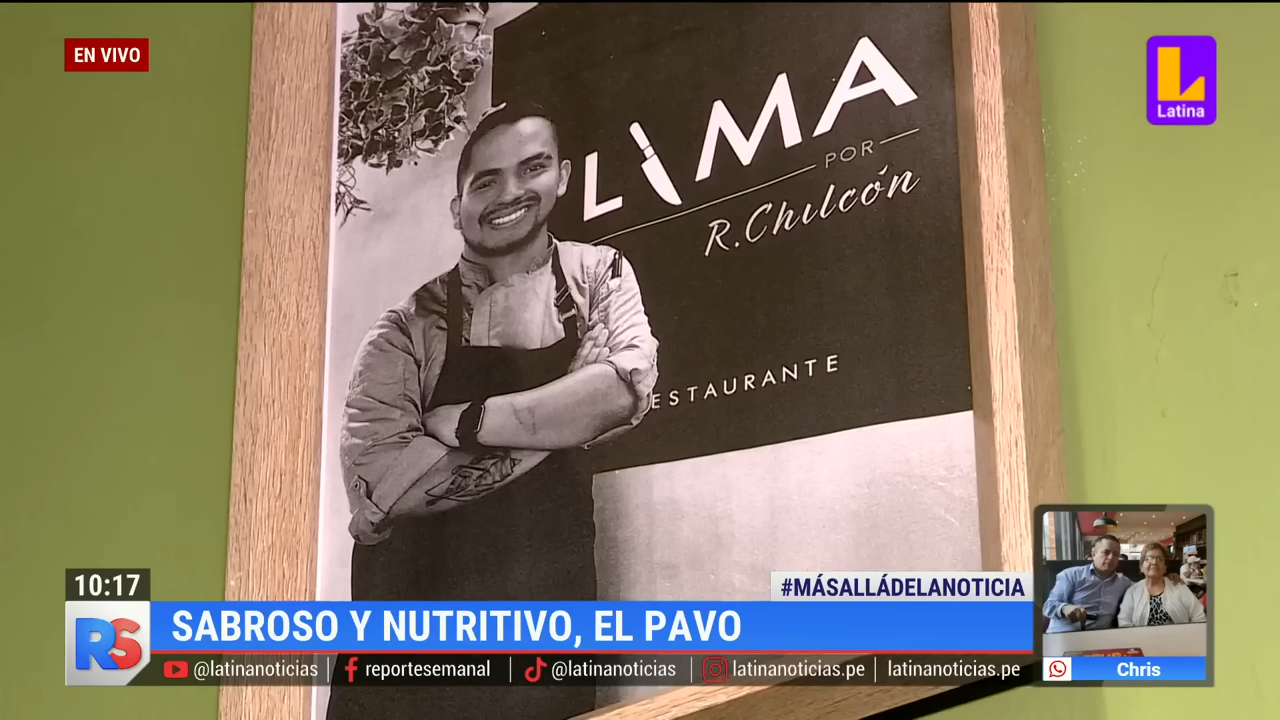 EN VIVO
L
Latina
LIMA
POR
R.Chilcón
ESTAURANTE
10:17
#MÁSALLÁDELANOTICIA
RS
SABROSO Y NUTRITIVO, EL PAVO
@latinanoticias
reportesemanal
@latinanoticias
latinanoticias.pe
latinanoticias.pe
Chris